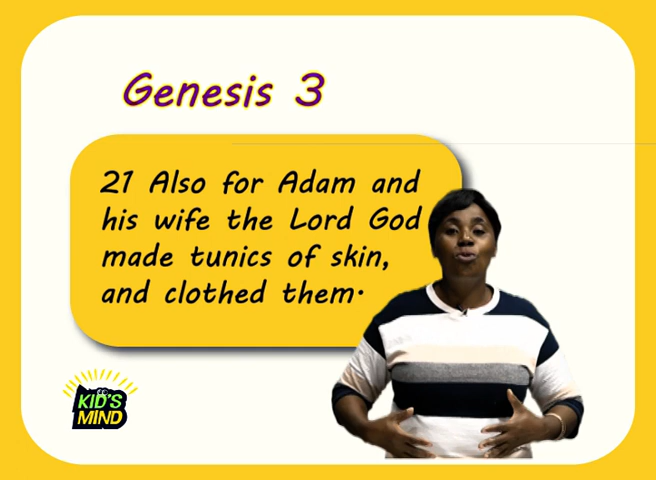 Genesis 3
21 Also for Adam and
his wife the Lord God
made tunics of skin,
and clothed them.
KID'S
MIND